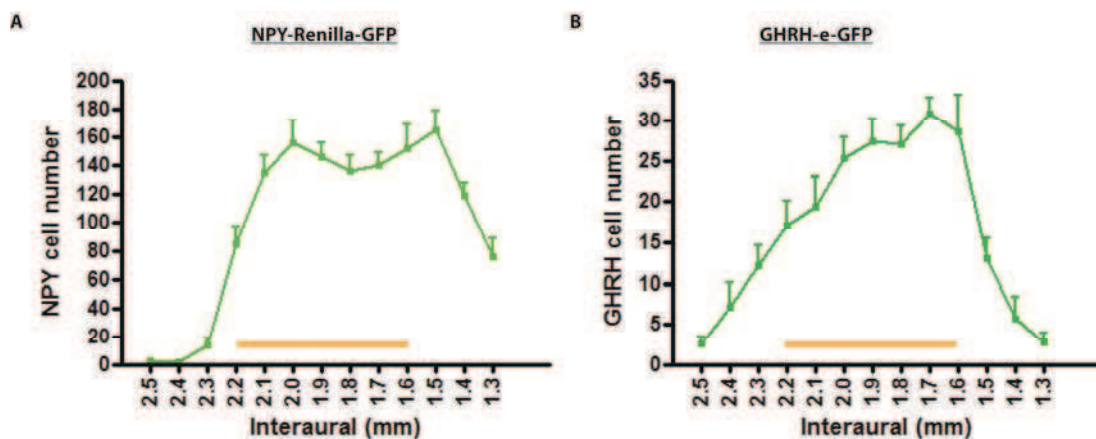 A
NPY-Renilla-GFP
NPY cell number
200
180
160
140
120
100
80
60
40
20
0
2.5 2.4 2.3 2.2 2.1 2.0 1.9 1.8 1.7 1.6 1.5 1.4 1.3
Interaural (mm)
B
GHRH-e-GFP
GHRH cell number
35
30
25
20
15
10
5
0
2.5 2.4 2.3 2.2 2.1 2.0 1.9 1.8 1.7 1.6 1.5 1.4 1.3
Interaural (mm)